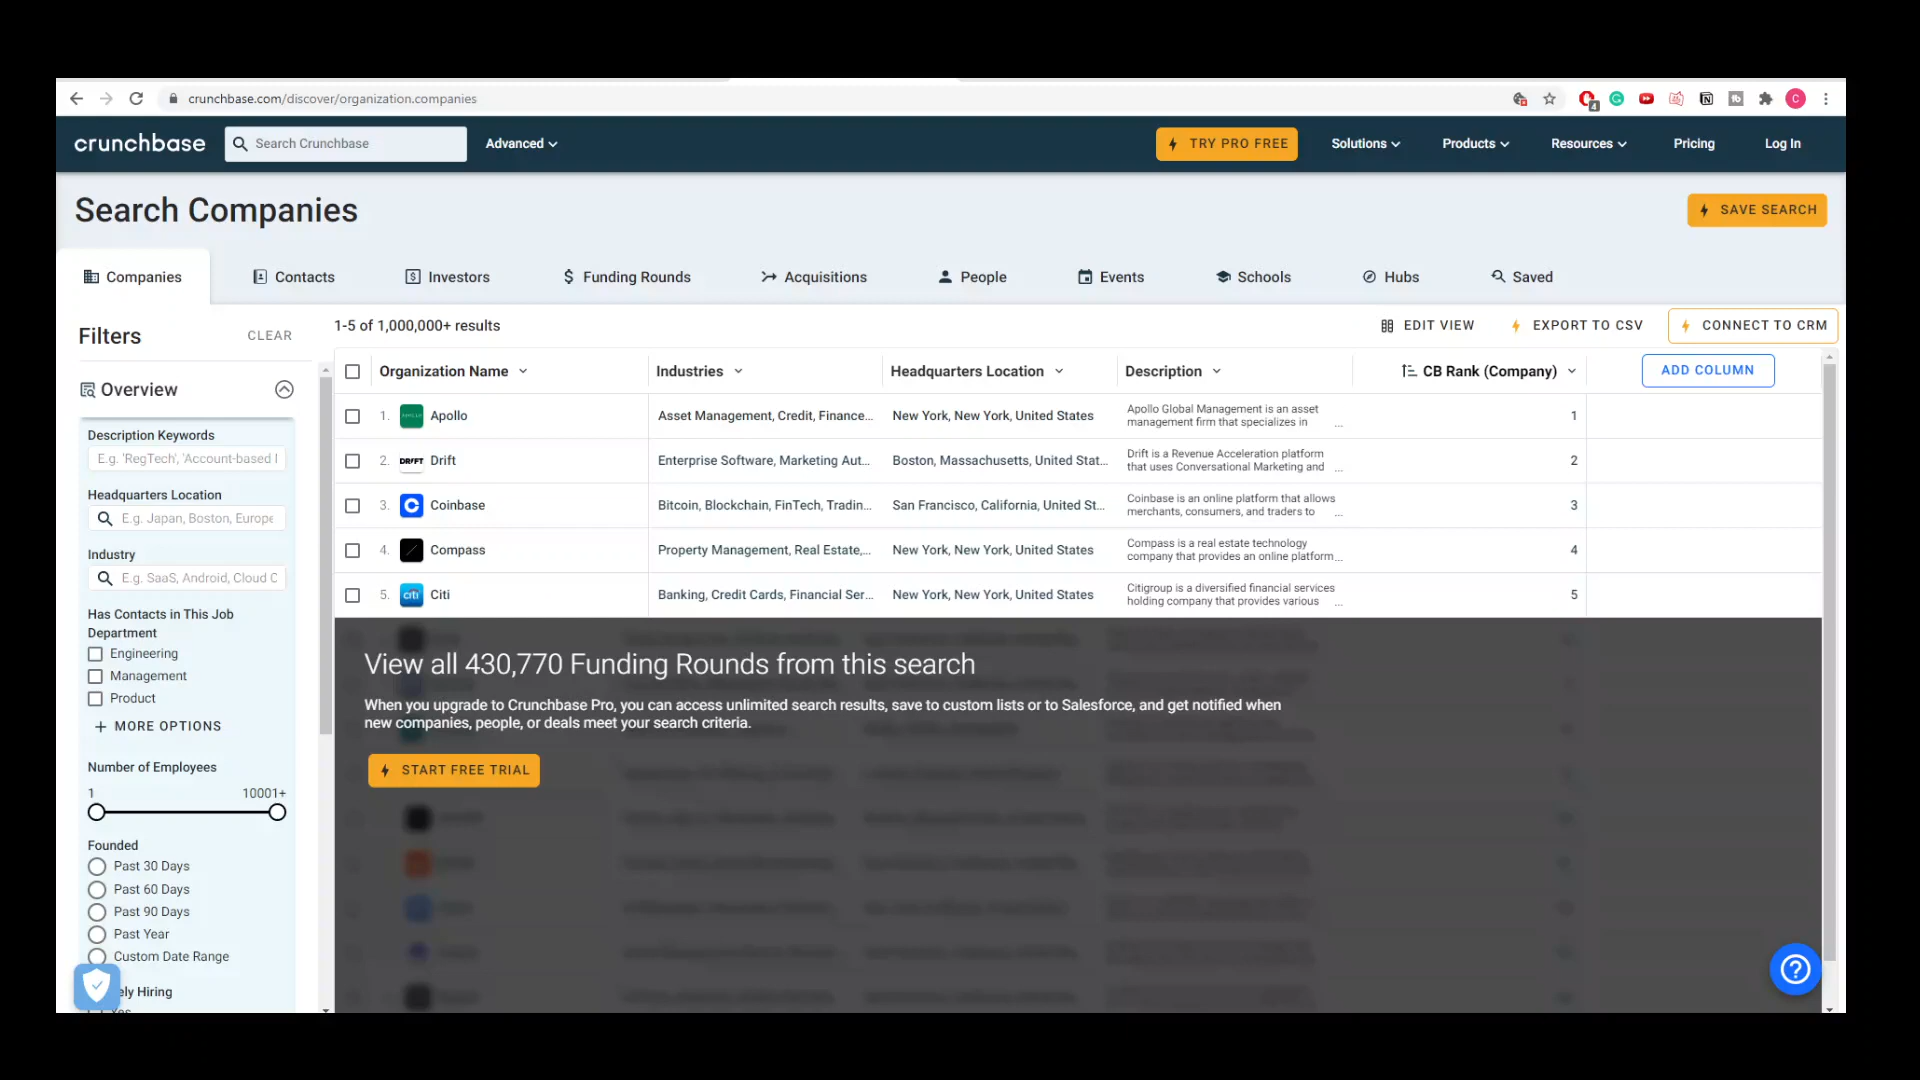 crunchbase.com/discover/organization.companies
4
C
crunchbase
Search Crunchbase
Advanced
TRY PRO FREE
Solutions
Products
Resources
Pricing
Log In
Search Companies
SAVE SEARCH
Companies
Contacts
Investors
Funding Rounds
Acquisitions
People
Events
Schools
Hubs
Saved
Filters
CLEAR
1-5 of 1,000,000+ results
EDIT VIEW
EXPORT TO CSV
CONNECT TO CRM
Overview
Description Keywords
E.g. 'RegTech', 'Account-based
Headquarters Location
E.g. Japan, Boston, Europe
Industry
E.g. SaaS, Android, Cloud C
Has Contacts in This Job
Department
Engineering
Management
Product
+ MORE OPTIONS
Number of Employees
1 10001+
Founded
Past 30 Days
Past 60 Days
Past 90 Days
Past Year
Custom Date Range
ely Hiring
Yes
Organization Name Industries Headquarters Location Description CB Rank (Company) ADD COLUMN
1. Apollo Asset Management, Credit, Finance... New York, New York, United States
Apollo Global Management is an asset
management firm that specializes in ...
1
2. DRIFT Drift Enterprise Software, Marketing Aut... Boston, Massachusetts, United Stat...
Drift is a Revenue Acceleration platform
that uses Conversational Marketing and ...
2
3. Coinbase Bitcoin, Blockchain, FinTech, Tradin... San Francisco, California, United St...
Coinbase is an online platform that allows
merchants, consumers, and traders to ...
3
4. Compass Property Management, Real Estate,... New York, New York, United States
Compass is a real estate technology
company that provides an online platform...
4
5. citi Citi Banking, Credit Cards, Financial Ser... New York, New York, United States
Citigroup is a diversified financial services
holding company that provides various ...
5
View all 430,770 Funding Rounds from this search
When you upgrade to Crunchbase Pro, you can access unlimited search results, save to custom lists or to Salesforce, and get notified when
new companies, people, or deals meet your search criteria.
START FREE TRIAL